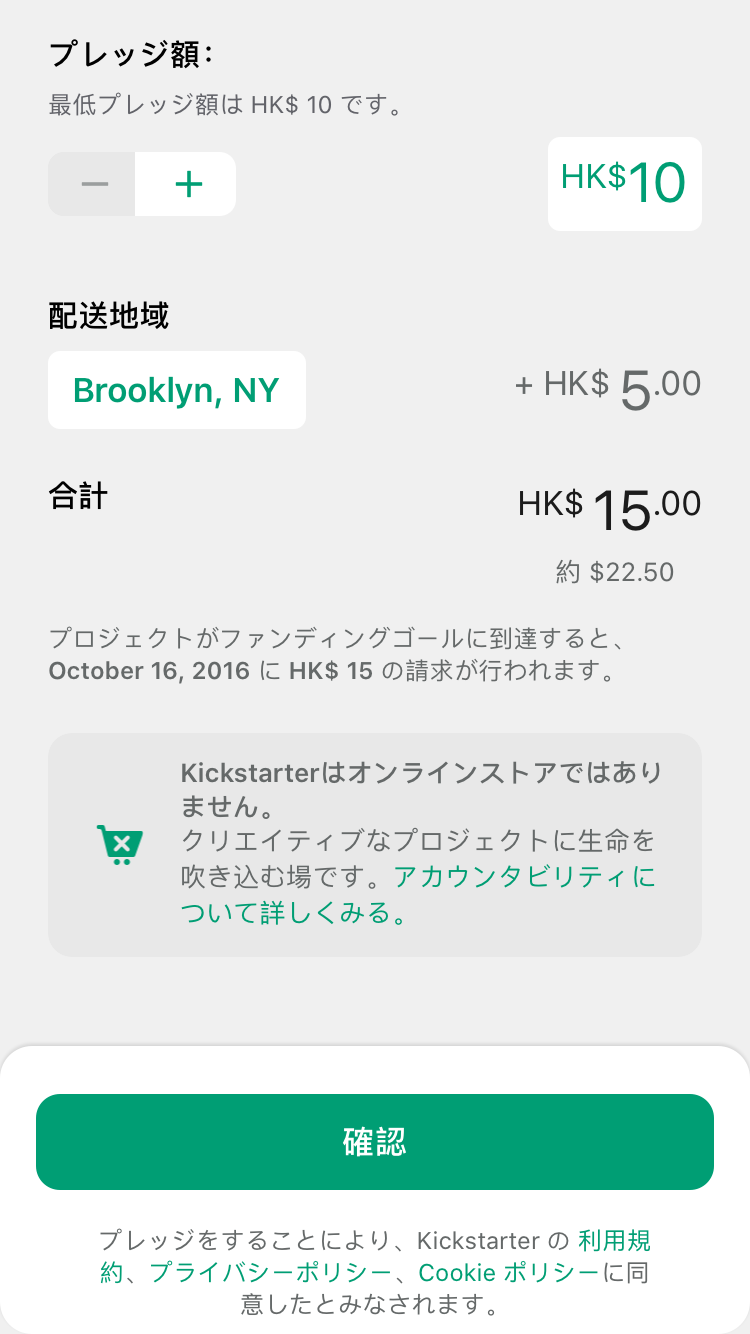 プレッジ額：
最低プレッジ額は HK$ 10 です。
HK$10
配送地域
Brooklyn, NY
+ HK$ 5.00
合計
HK$ 15.00
約 $22.50
プロジェクトがファンディングゴールに到達すると、
October 16, 2016 に HK$ 15 の請求が行われます。
Kickstarterはオンラインストアではあり
ません。
クリエイティブなプロジェクトに生命を
吹き込む場です。アカウンタビリティに
ついて詳しくみる。
確認
プレッジをすることにより、Kickstarter の 利用規
約、プライバシーポリシー、Cookie ポリシーに同
意したとみなされます。